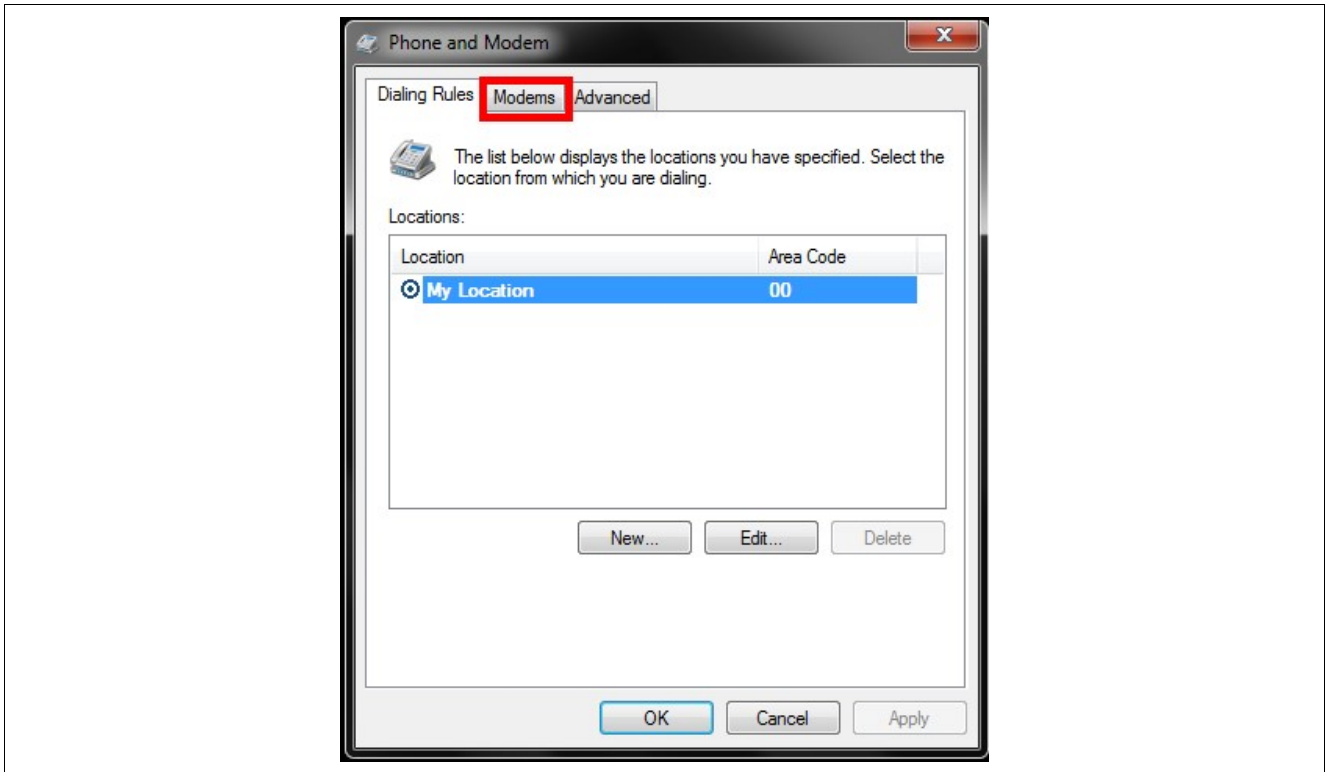 Phone and Modem
Dialing Rules Modems Advanced
The list below displays the locations you have specified. Select the
location from which you are dialing.
Locations:
Location Area Code
My Location 00
New... Edit... Delete
OK Cancel Apply